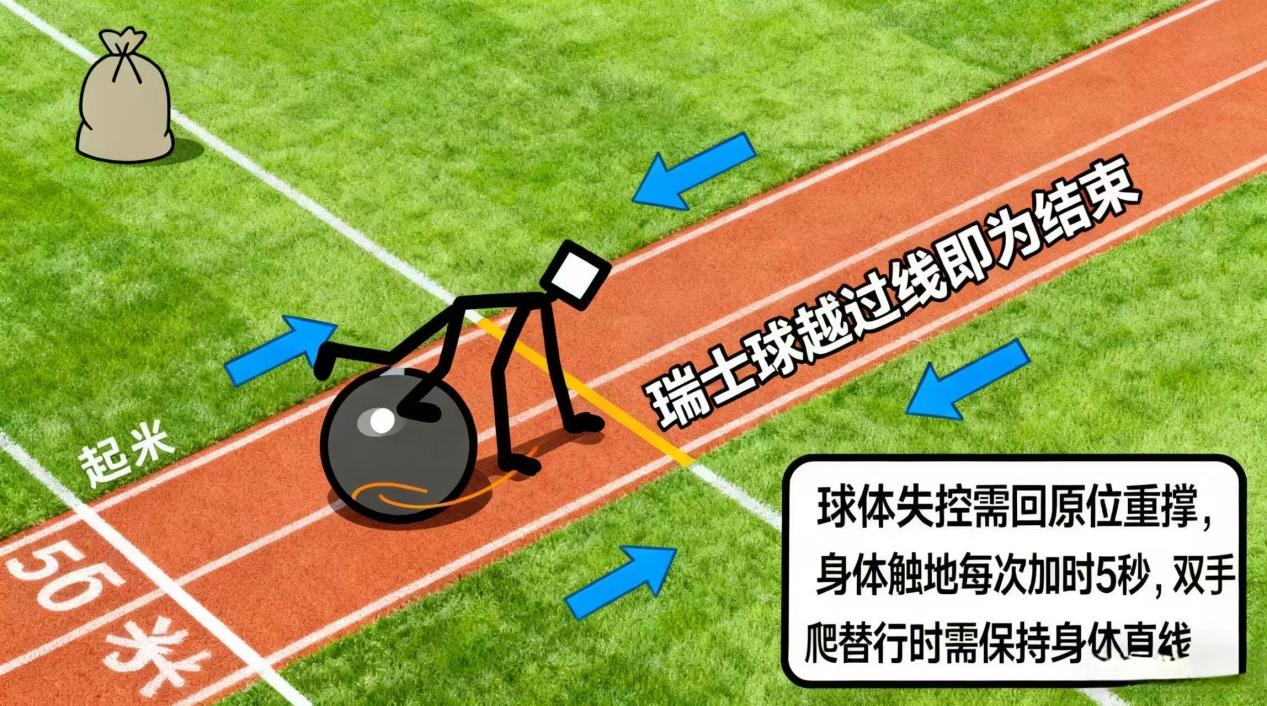 瑞士球越过线即为结束
起米
50米
球体失控需回原位重撑，
身体触地每次加时5秒，双手
爬替行时需保持身休直线